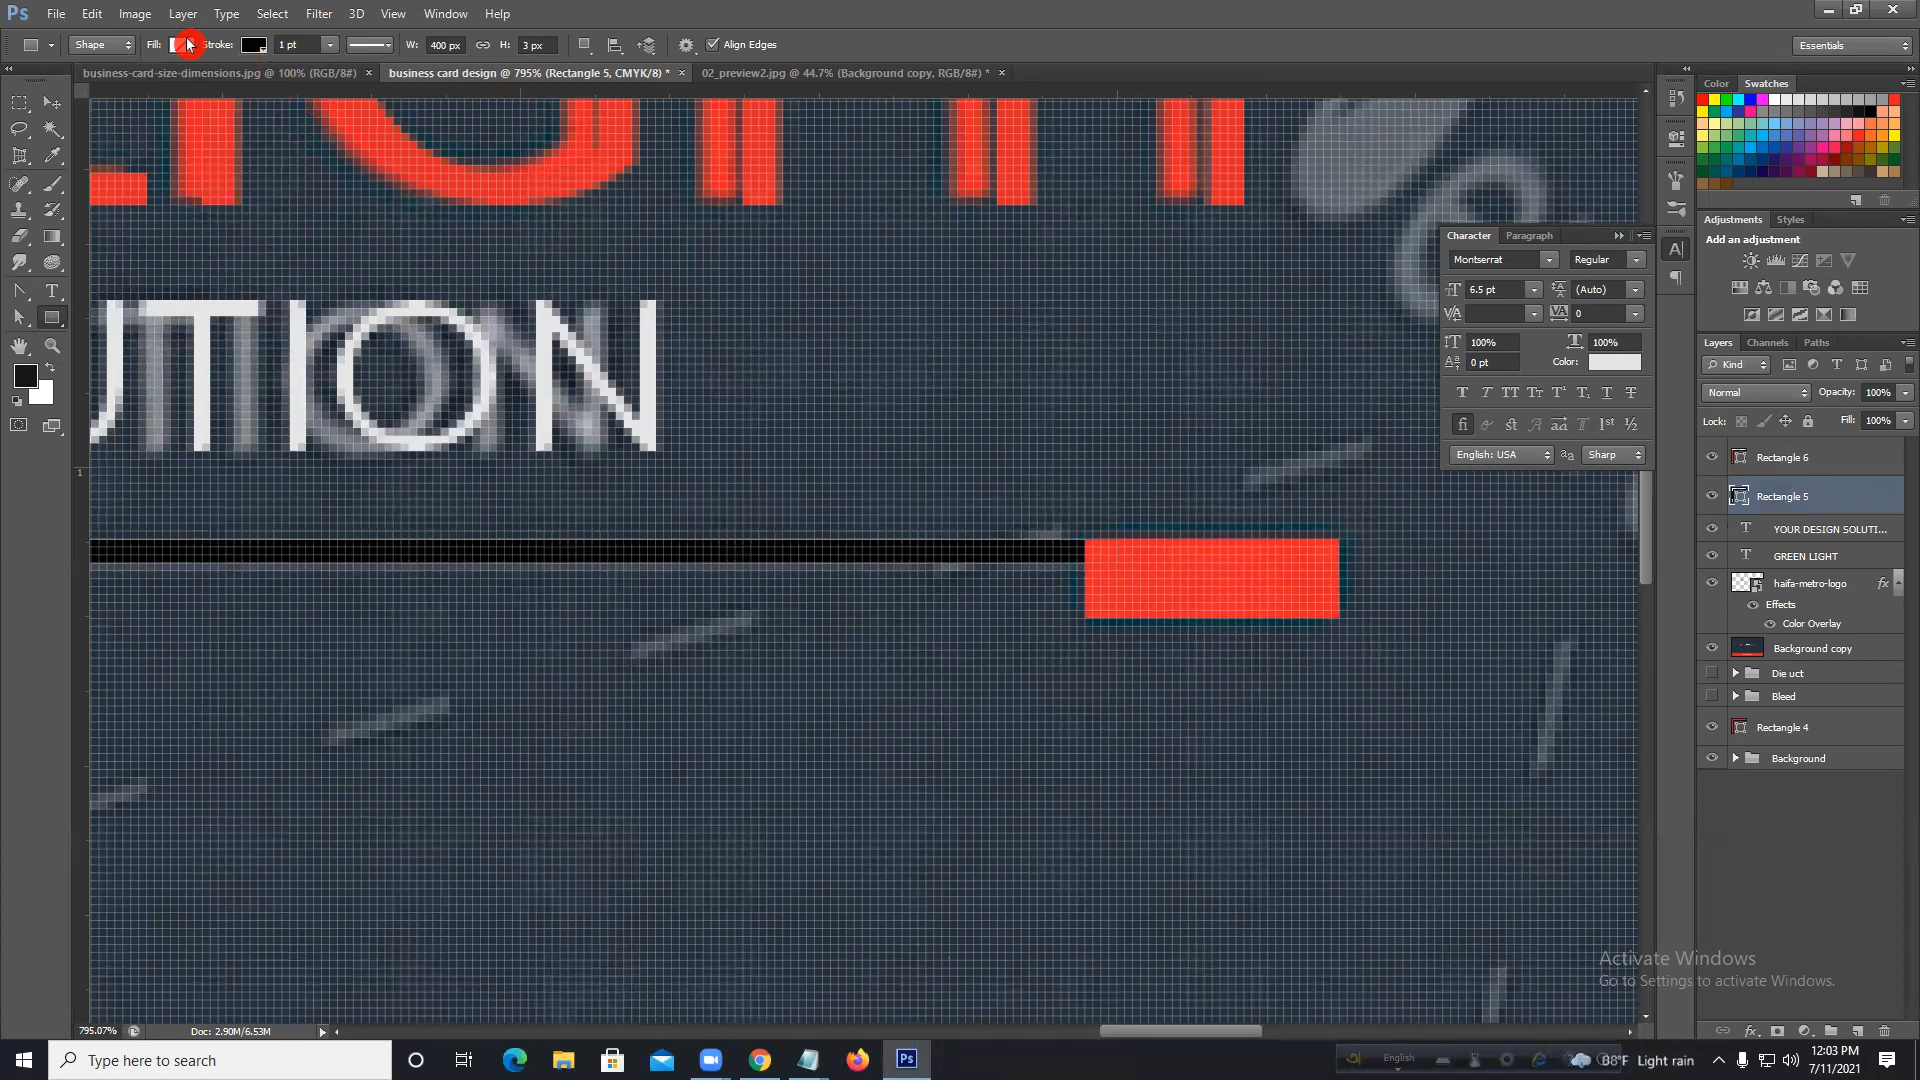 Ps File Edit Image Layer Type Select Filter 3D View Window Help
Shape Fill: Stroke: 1 pt W: 400 px H: 3 px Align Edges Essentials
business-card-size-dimensions.jpg @ 100% (RGB/8#) business card design @ 795% (Rectangle 5, CMYK/8) * 02_preview2.jpg @ 44.7% (Background copy, RGB/8#) *
Color Swatches
Adjustments Styles
Add an adjustment
Character Paragraph
Montserrat Regular
6.5 pt (Auto)
0
100% 100%
0 pt Color:
English: USA Sharp
Layers Channels Paths
Kind
Normal Opacity: 100%
Lock: Fill: 100%
Rectangle 6
Rectangle 5
YOUR DESIGN SOLUTI...
GREEN LIGHT
haifa-metro-logo fx
Effects
Color Overlay
Background copy
Die uct
Bleed
Rectangle 4
Background
UTION
1
Activate Windows
Go to Settings to activate Windows.
795.07% Doc: 2.90M/6.53M
Type here to search
English
88°F Light rain
12:03 PM
7/11/2021